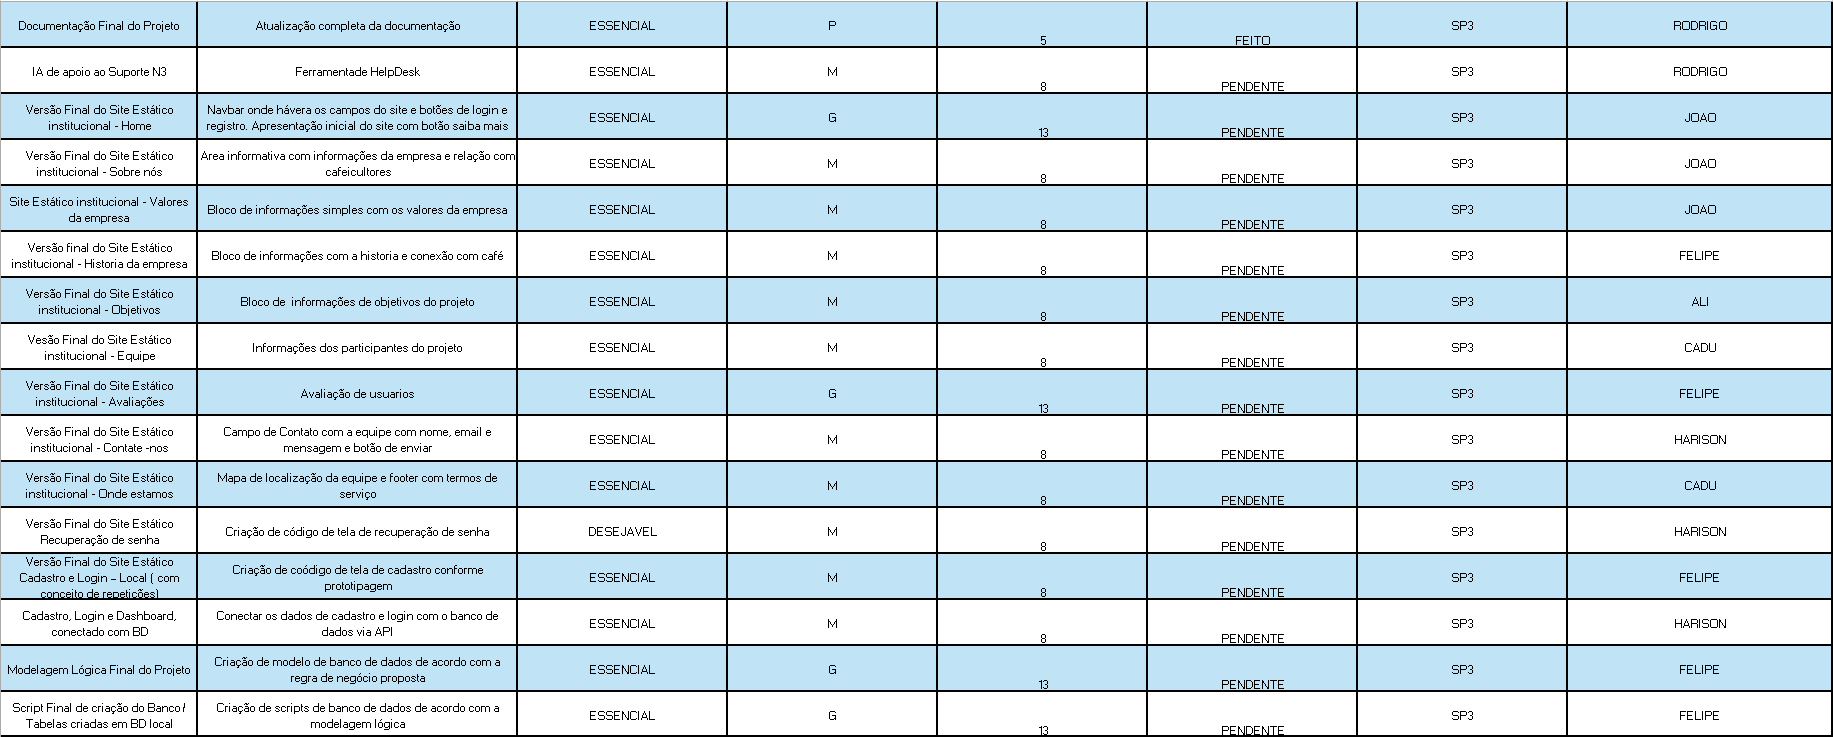 Documentação Final do Projeto
Atualização completa da documentação
ESSENCIAL
P
5
FEITO
SP3
RODRIGO
IA de apoio ao Suporte N3
Ferramentade HelpDesk
ESSENCIAL
M
8
PENDENTE
SP3
RODRIGO
Versão Final do Site Estático
institucional - Home
Navbar onde hávera os campos do site e botões de login e
registro. Apresentação inicial do site com botão saiba mais
ESSENCIAL
G
13
PENDENTE
SP3
JOAO
Versão Final do Site Estático
institucional - Sobre nós
Area informativa com informações da empresa e relação com
cafeicultores
ESSENCIAL
M
8
PENDENTE
SP3
JOAO
Site Estático institucional - Valores
da empresa
Bloco de informações simples com os valores da empresa
ESSENCIAL
M
8
PENDENTE
SP3
JOAO
Versão final do Site Estático
institucional - Historia da empresa
Bloco de informações com a historia e conexão com café
ESSENCIAL
M
8
PENDENTE
SP3
FELIPE
Versão Final do Site Estático
institucional - Objetivos
Bloco de  informações de objetivos do projeto
ESSENCIAL
M
8
PENDENTE
SP3
ALI
Vesão Final do Site Estático
institucional - Equipe
Informações dos participantes do projeto
ESSENCIAL
M
8
PENDENTE
SP3
CADU
Versão Final do Site Estático
institucional - Avaliações
Avaliação de usuarios
ESSENCIAL
G
13
PENDENTE
SP3
FELIPE
Versão Final do Site Estático
institucional - Contate -nos
Campo de Contato com a equipe com nome, email e
mensagem e botão de enviar
ESSENCIAL
M
8
PENDENTE
SP3
HARISON
Versão Final do Site Estático
institucional - Onde estamos
Mapa de localização da equipe e footer com termos de
serviço
ESSENCIAL
M
8
PENDENTE
SP3
CADU
Versão Final do Site Estático
Recuperação de senha
Criação de código de tela de recuperação de senha
DESEJAVEL
M
8
PENDENTE
SP3
HARISON
Versão Final do Site Estático
Cadastro e Login – Local ( com
conceito de repetições)
Criação de coódigo de tela de cadastro conforme
prototipagem
ESSENCIAL
M
8
PENDENTE
SP3
FELIPE
Cadastro, Login e Dashboard,
conectado com BD
Conectar os dados de cadastro e login com o banco de
dados via API
ESSENCIAL
M
8
PENDENTE
SP3
HARISON
Modelagem Lógica Final do Projeto
Criação de modelo de banco de dados de acordo com a
regra de negócio proposta
ESSENCIAL
G
13
PENDENTE
SP3
FELIPE
Script Final de criação do Banco/
Tabelas criadas em BD local
Criação de scripts de banco de dados de acordo com a
modelagem lógica
ESSENCIAL
G
13
PENDENTE
SP3
FELIPE